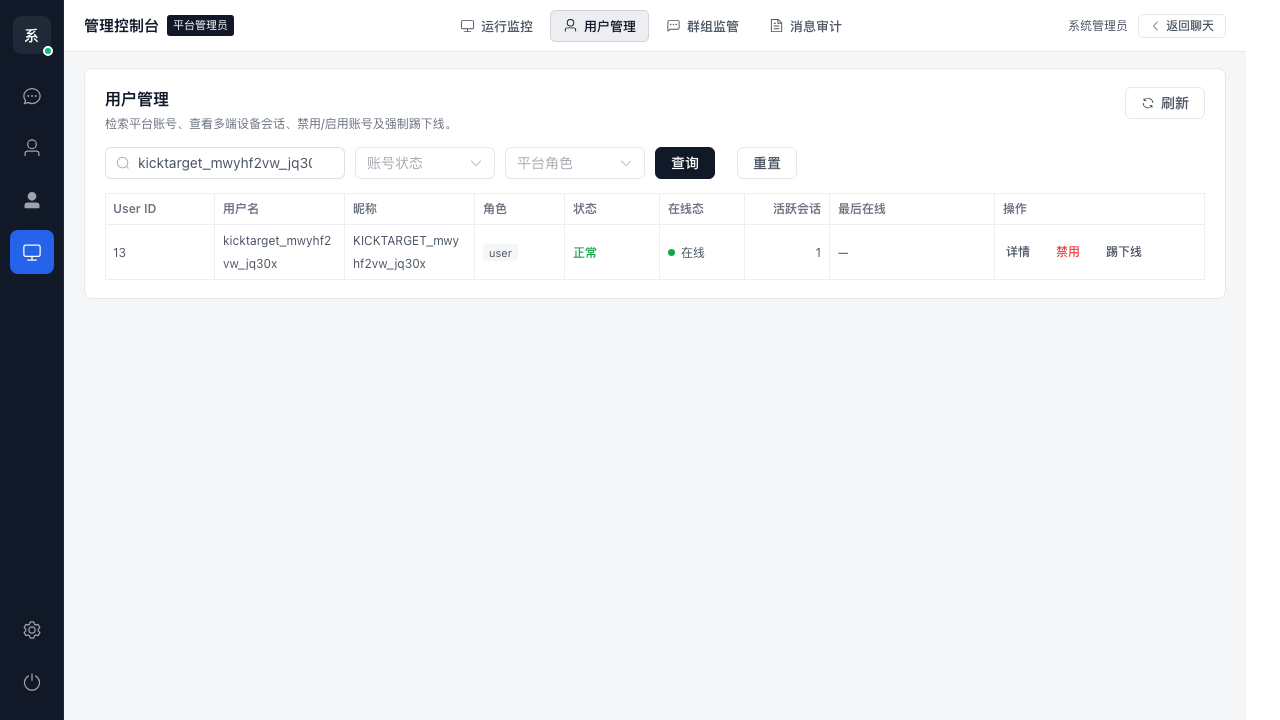 系
管理控制台 平台管理员
运行监控 用户管理 群组监管 消息审计
系统管理员 返回聊天
用户管理
检索平台账号、查看多端设备会话、禁用/启用账号及强制踢下线。
刷新
kicktarget_mwyhf2vw_jq30 账号状态 平台角色 查询 重置
User ID 用户名 昵称 角色 状态 在线态 活跃会话 最后在线 操作
13 kicktarget_mwyhf2 KICKTARGET_mwy user 正常 在线 1 — 详情 禁用 踢下线
vw_jq30x hf2vw_jq30x